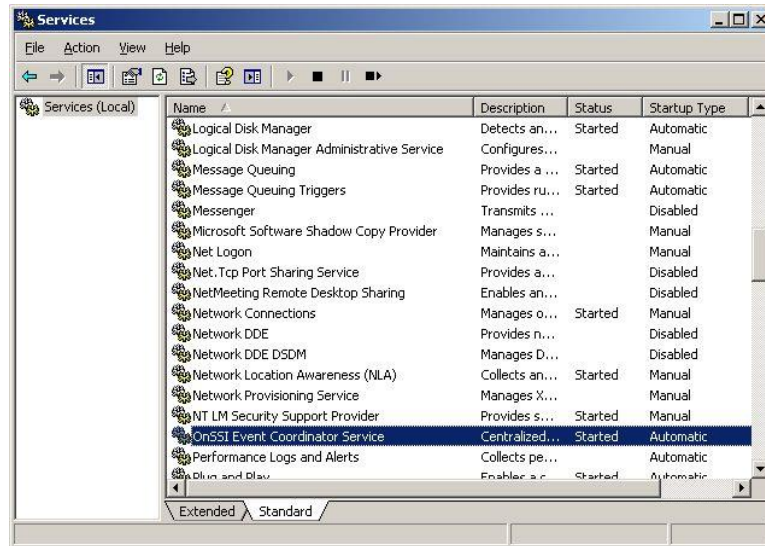 Services
File Action View Help
Services (Local)
Name Description Status Startup Type
Logical Disk Manager Detects an... Started Automatic
Logical Disk Manager Administrative Service Configures... Manual
Message Queuing Provides a ... Started Automatic
Message Queuing Triggers Provides ru... Started Automatic
Messenger Transmits ... Disabled
Microsoft Software Shadow Copy Provider Manages s... Manual
Net Logon Maintains a... Manual
Net.Tcp Port Sharing Service Provides a... Disabled
NetMeeting Remote Desktop Sharing Enables an... Disabled
Network Connections Manages o... Started Manual
Network DDE Provides n... Disabled
Network DDE DSDM Manages D... Disabled
Network Location Awareness (NLA) Collects an... Started Manual
Network Provisioning Service Manages X... Manual
NT LM Security Support Provider Provides s... Started Manual
OnSSI Event Coordinator Service Centralized... Started Automatic
Performance Logs and Alerts Collects pe... Automatic
Plug and Play Enables a c... Started Automatic
Extended Standard